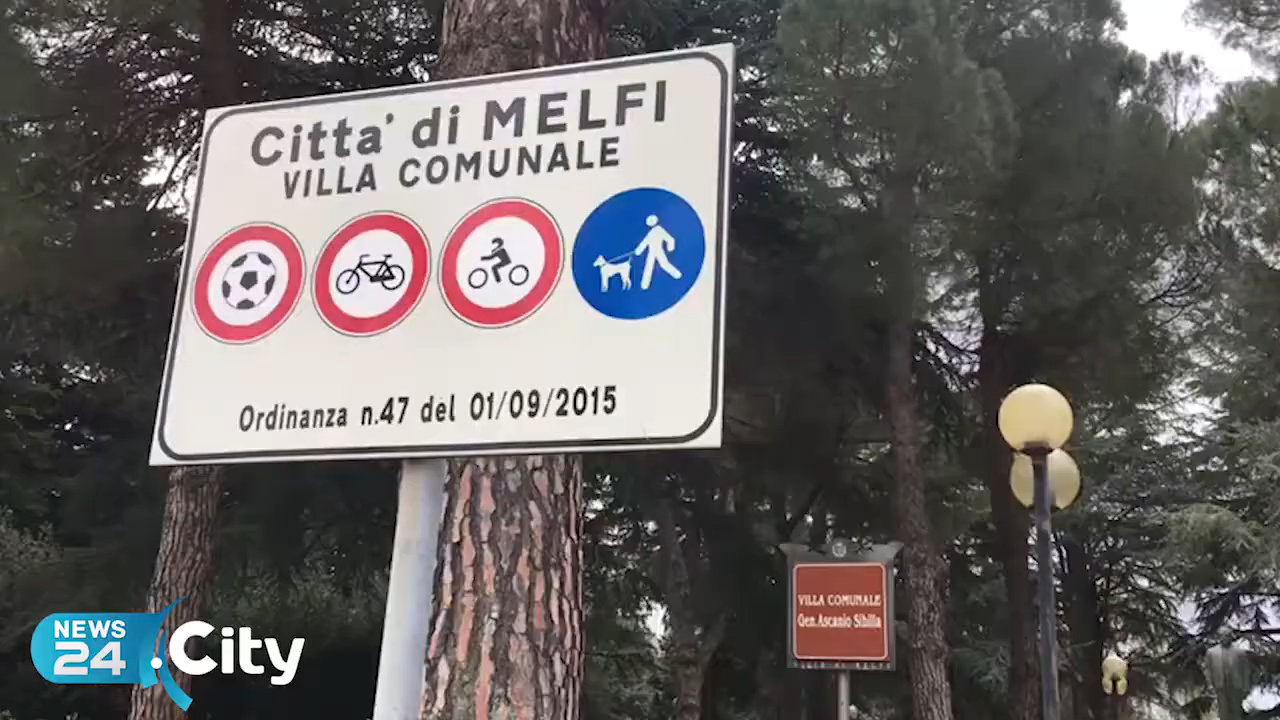 Citta' di MELFI
VILLA COMUNALE
Ordinanza n.47 del 01/09/2015
VILLA COMUNALE
Gen. Ascanio Sibilla
NEWS
24 .City